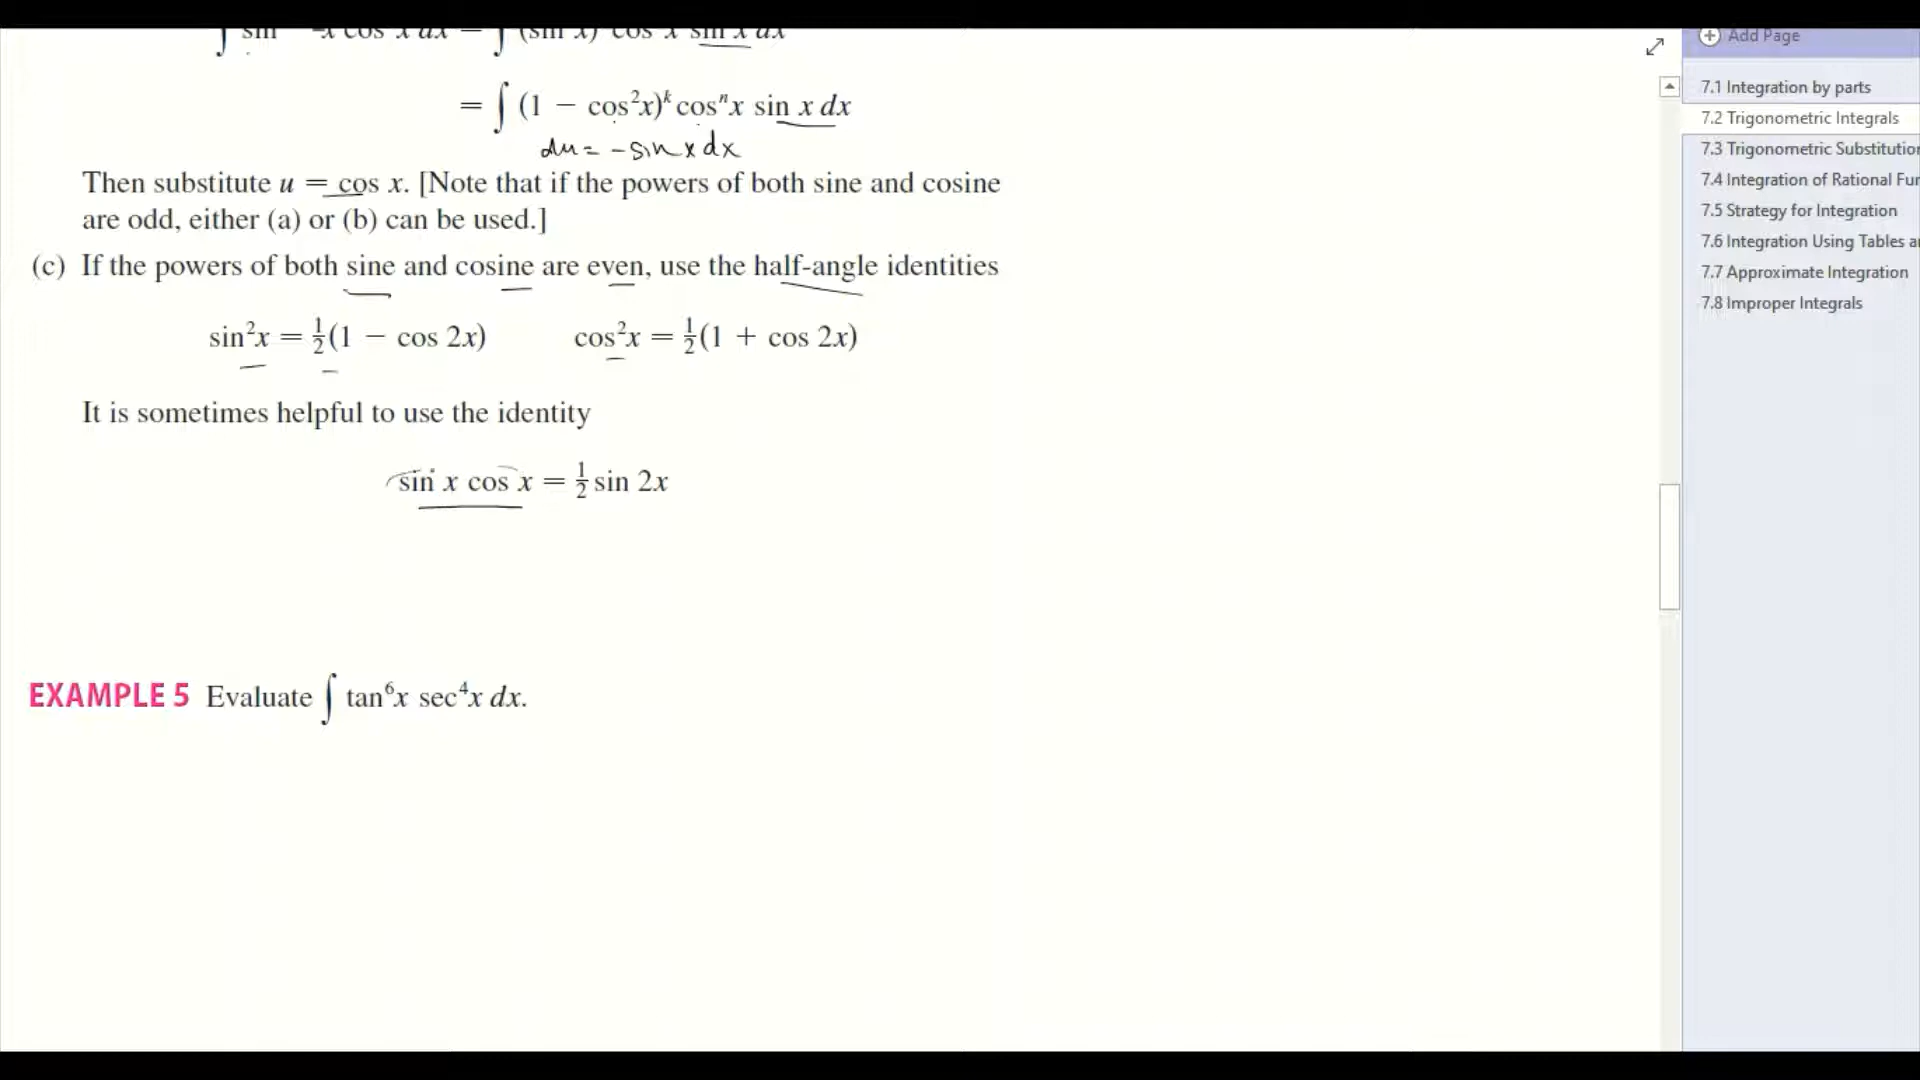 = ∫ (1 − cos²x)ᵏ cosⁿx sin x dx
du = −sin x dx
Then substitute u = cos x. [Note that if the powers of both sine and cosine
are odd, either (a) or (b) can be used.]
(c) If the powers of both sine and cosine are even, use the half-angle identities
sin²x = ½(1 − cos 2x) cos²x = ½(1 + cos 2x)
It is sometimes helpful to use the identity
sin x cos x = ½ sin 2x
EXAMPLE 5 Evaluate ∫ tan⁶x sec⁴x dx.
Add Page
7.1 Integration by parts
7.2 Trigonometric Integrals
7.3 Trigonometric Substitution
7.4 Integration of Rational Fur
7.5 Strategy for Integration
7.6 Integration Using Tables a
7.7 Approximate Integration
7.8 Improper Integrals